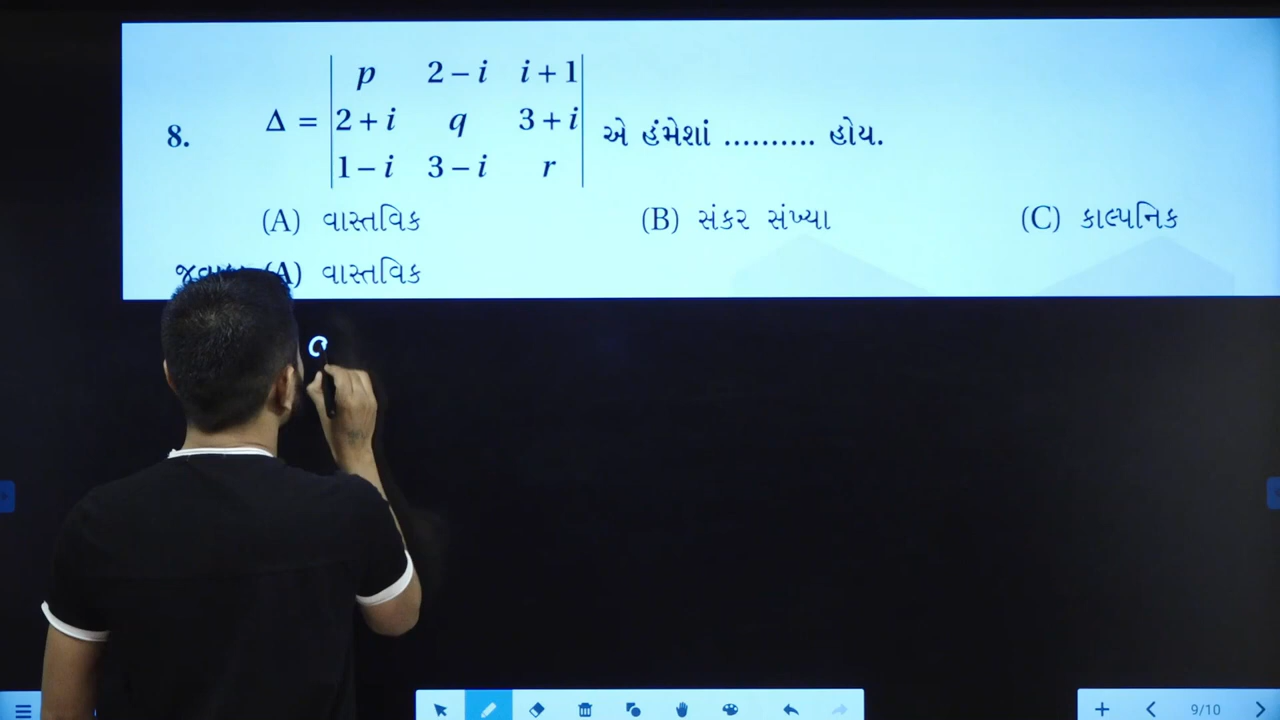 8. Δ = | p 2 – i i + 1 |
| 2 + i q 3 + i | એ હંમેશાં .......... હોય.
| 1 – i 3 – i r |
(A) વાસ્તવિક (B) સંકર સંખ્યા (C) કાલ્પનિક
(A) વાસ્તવિક
9/10